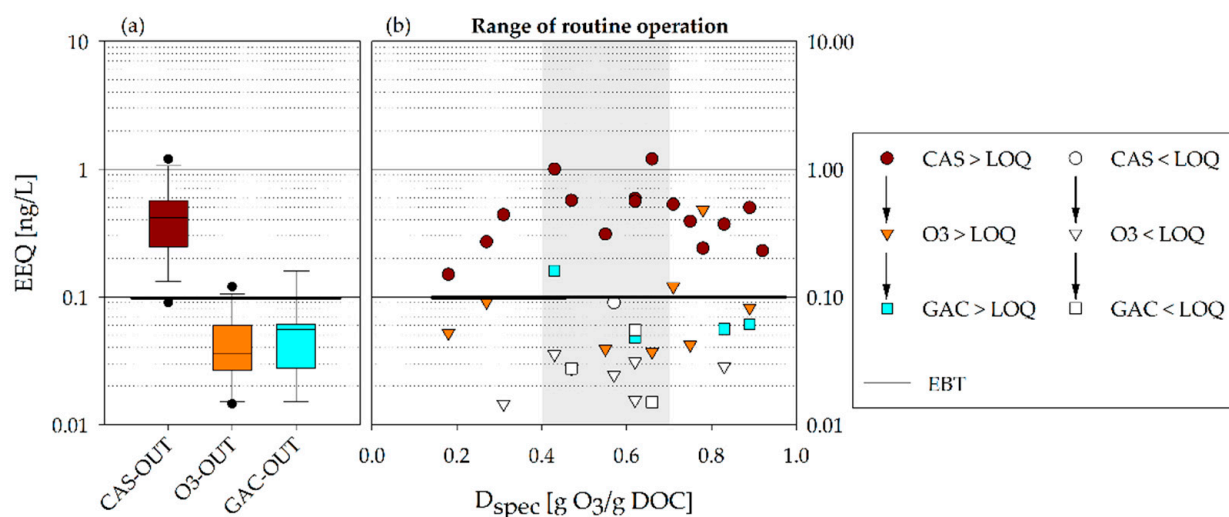 (a)
(b) Range of routine operation
10
1
0.1
0.01
EEQ [ng/L]
10.00
1.00
0.10
0.01
CAS-OUT
O3-OUT
GAC-OUT
0.0 0.2 0.4 0.6 0.8 1.0
Dspec [g O3/g DOC]
CAS > LOQ CAS < LOQ
O3 > LOQ O3 < LOQ
GAC > LOQ GAC < LOQ
EBT